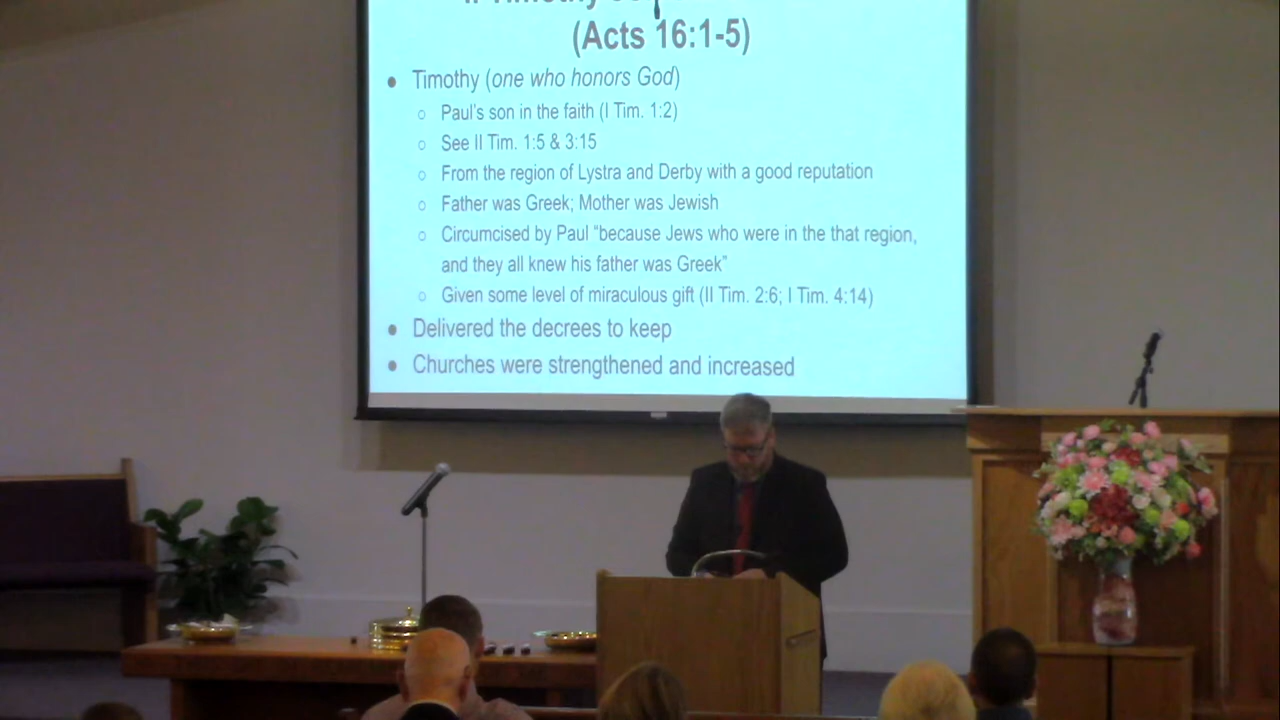 Timothy
(Acts 16:1-5)
● Timothy (one who honors God)
○ Paul's son in the faith (I Tim. 1:2)
○ See II Tim. 1:5 & 3:15
○ From the region of Lystra and Derby with a good reputation
○ Father was Greek; Mother was Jewish
○ Circumcised by Paul “because Jews who were in the that region,
and they all knew his father was Greek”
○ Given some level of miraculous gift (II Tim. 2:6; I Tim. 4:14)
● Delivered the decrees to keep
● Churches were strengthened and increased